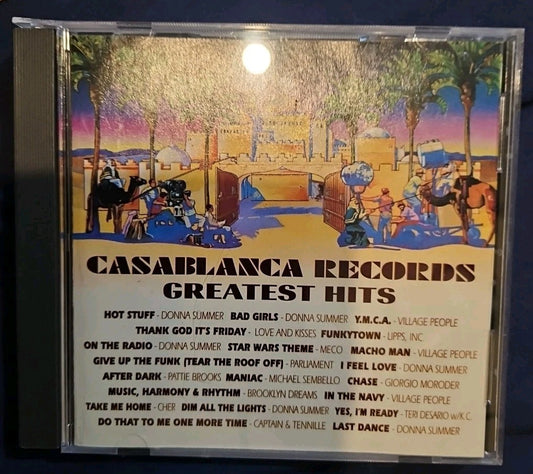 CASABLANCA RECORDS
GREATEST HITS
HOT STUFF - DONNA SUMMER BAD GIRLS - DONNA SUMMER Y.M.C.A. - VILLAGE PEOPLE
THANK GOD IT'S FRIDAY - LOVE AND KISSES FUNKYTOWN - LIPPS, INC
ON THE RADIO - DONNA SUMMER STAR WARS THEME - MECO MACHO MAN - VILLAGE PEOPLE
GIVE UP THE FUNK (TEAR THE ROOF OFF) - PARLIAMENT I FEEL LOVE - DONNA SUMMER
AFTER DARK - PATTIE BROOKS MANIAC - MICHAEL SEMBELLO CHASE - GIORGIO MORODER
MUSIC, HARMONY & RHYTHM - BROOKLYN DREAMS IN THE NAVY - VILLAGE PEOPLE
TAKE ME HOME - CHER DIM ALL THE LIGHTS - DONNA SUMMER YES, I'M READY - TERI DESARIO w/K.C.
DO THAT TO ME ONE MORE TIME - CAPTAIN & TENNILLE LAST DANCE - DONNA SUMMER